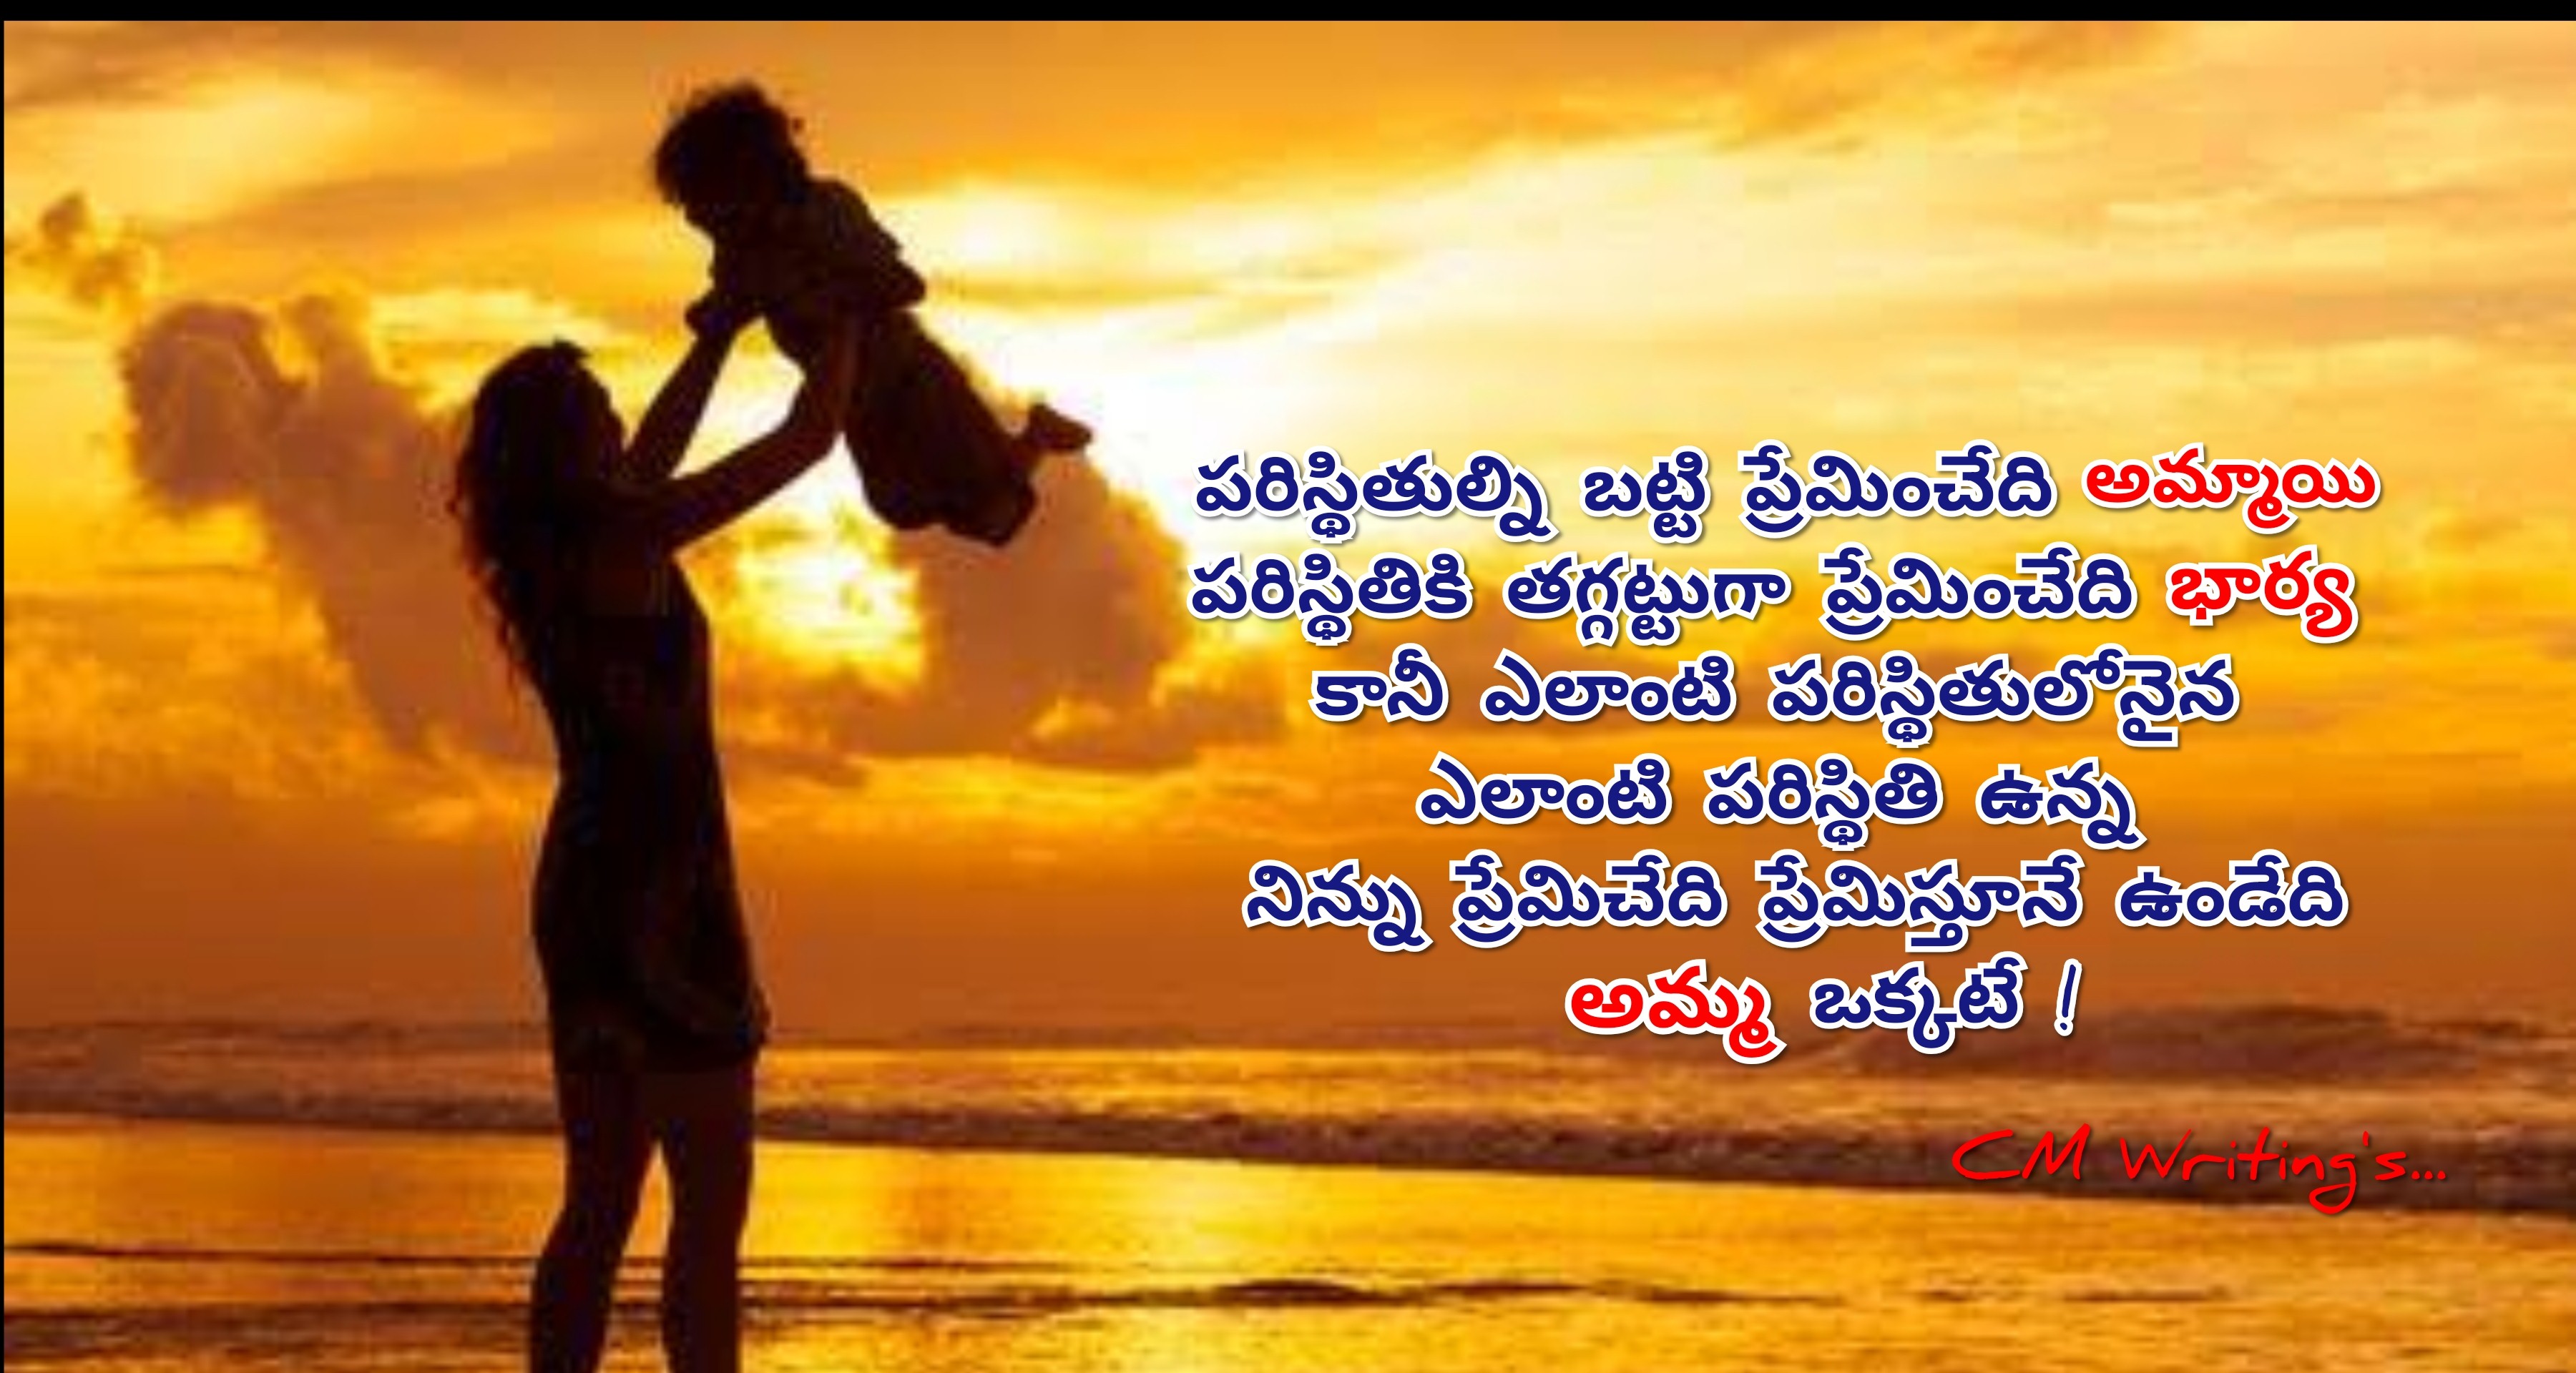 పరిస్థితుల్ని బట్టి ప్రేమించేది అమ్మాయి
పరిస్థితికి తగ్గట్టుగా ప్రేమించేది భార్య
కానీ ఎలాంటి పరిస్థితులోనైన
ఎలాంటి పరిస్థితి ఉన్న
నిన్ను ప్రేమిచేది ప్రేమిస్తూనే ఉండేది
అమ్మ ఒక్కటే !
CM Writing's...